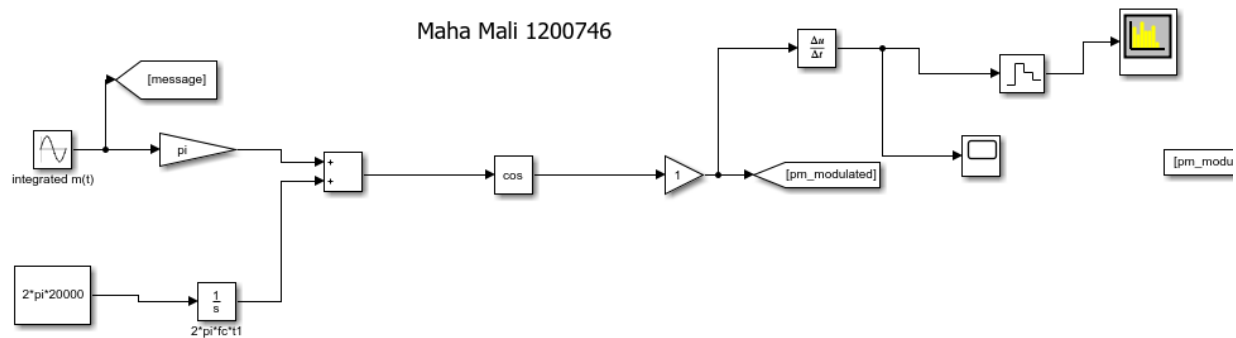 Maha Mali 1200746
[message]
Δu
Δt
pi
integrated m(t)
+
+
cos
1
[pm_modulated]
[pm_modu
2*pi*20000
1
s
2*pi*fc*t1